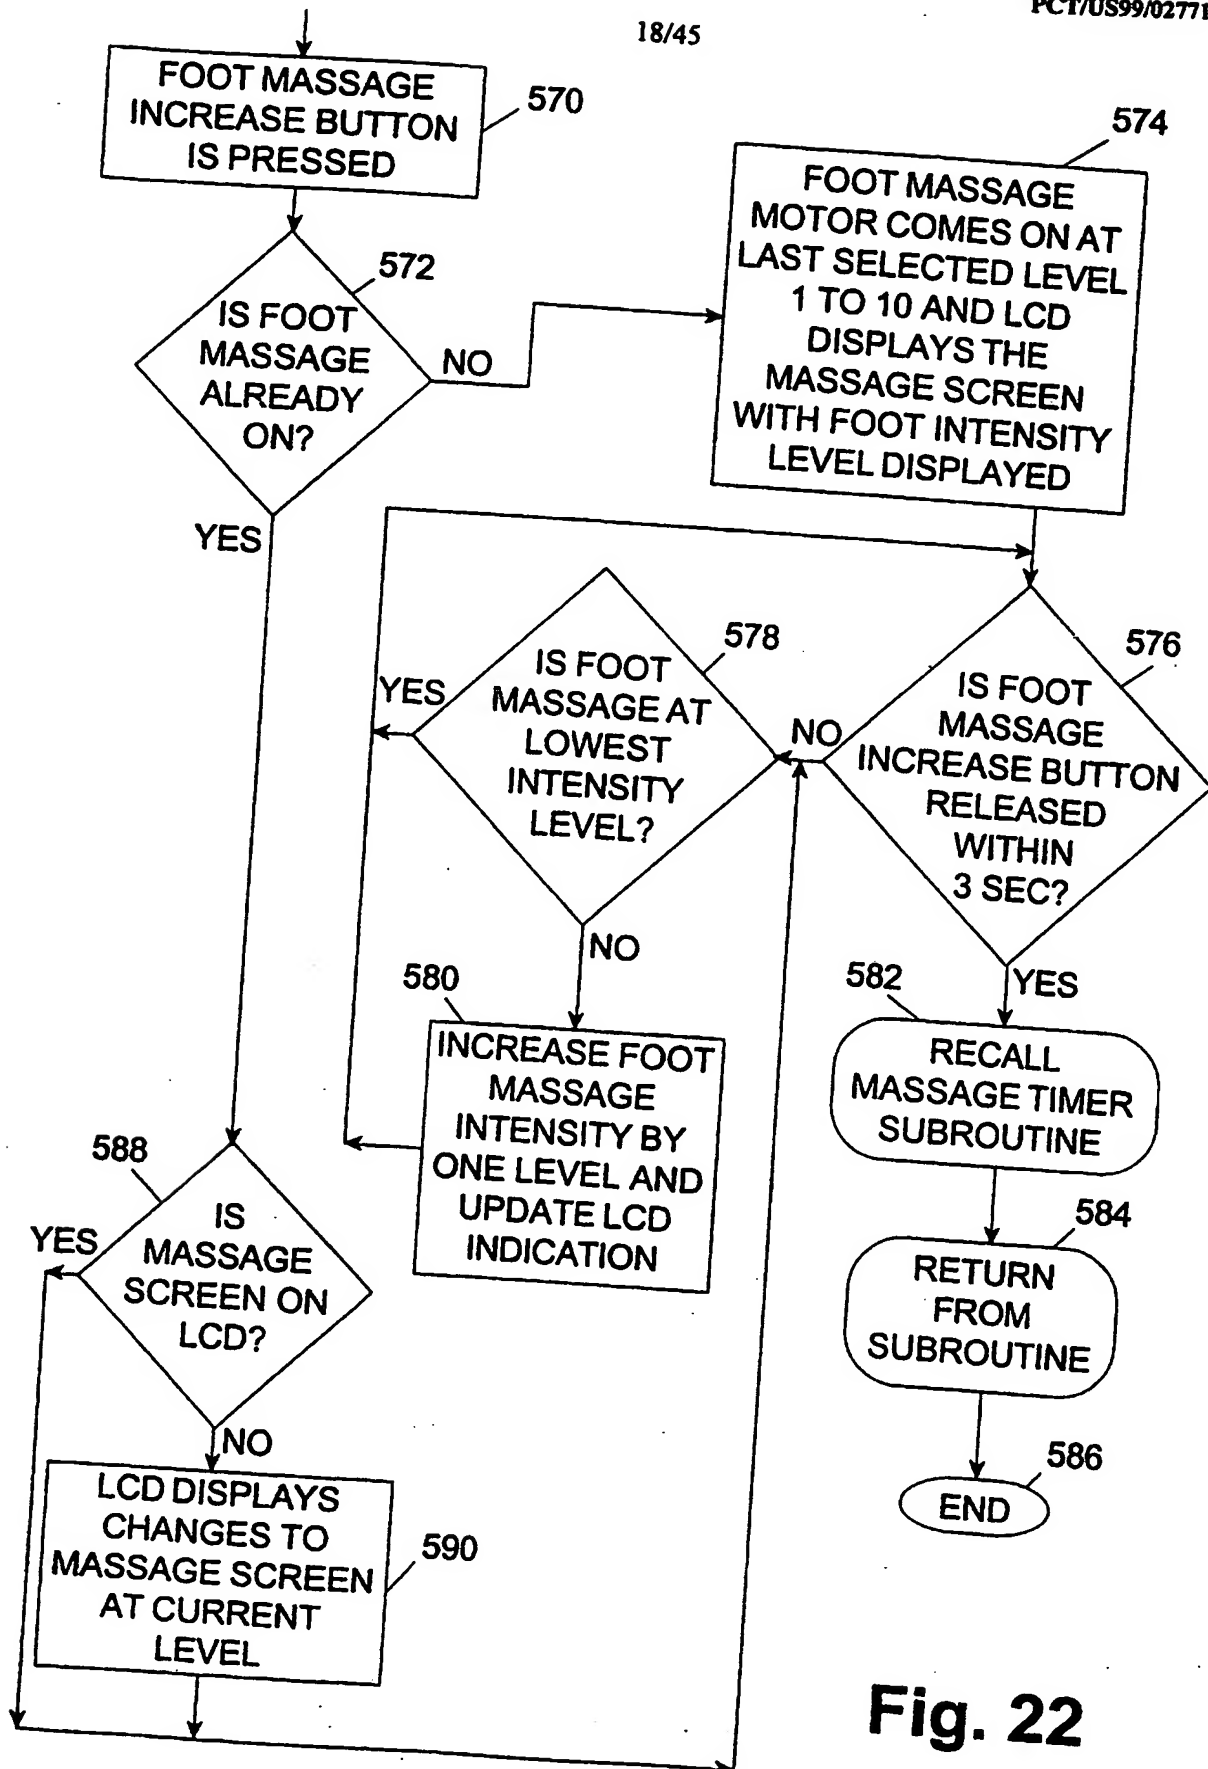 PCT/US99/02771
18/45
FOOT MASSAGE
INCREASE BUTTON
IS PRESSED
570
572
IS FOOT
MASSAGE
ALREADY
ON?
NO
YES
574
FOOT MASSAGE
MOTOR COMES ON AT
LAST SELECTED LEVEL
1 TO 10 AND LCD
DISPLAYS THE
MASSAGE SCREEN
WITH FOOT INTENSITY
LEVEL DISPLAYED
576
IS FOOT
MASSAGE
INCREASE BUTTON
RELEASED
WITHIN
3 SEC?
NO
YES
578
IS FOOT
MASSAGE AT
LOWEST
INTENSITY
LEVEL?
YES
NO
580
INCREASE FOOT
MASSAGE
INTENSITY BY
ONE LEVEL AND
UPDATE LCD
INDICATION
582
RECALL
MASSAGE TIMER
SUBROUTINE
584
RETURN
FROM
SUBROUTINE
586
END
588
IS
MASSAGE
SCREEN ON
LCD?
YES
NO
LCD DISPLAYS
CHANGES TO
MASSAGE SCREEN
AT CURRENT
LEVEL
590
Fig. 22